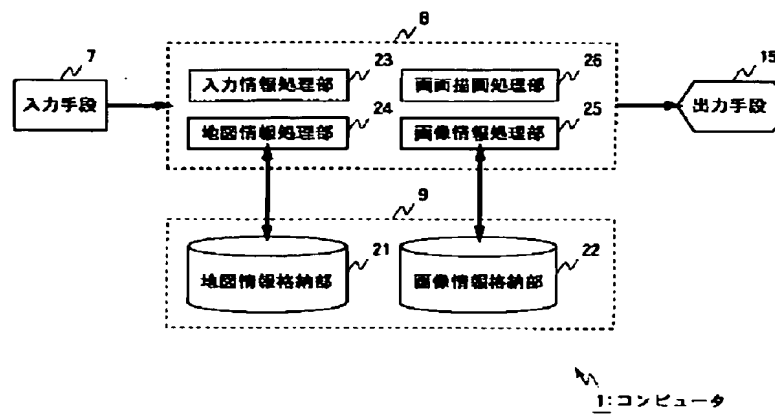 8
7
23
26
15
入力手段
入力情報処理部
画面描画処理部
出力手段
24
25
地図情報処理部
画像情報処理部
9
21
22
地図情報格納部
画像情報格納部
1:コンピュータ